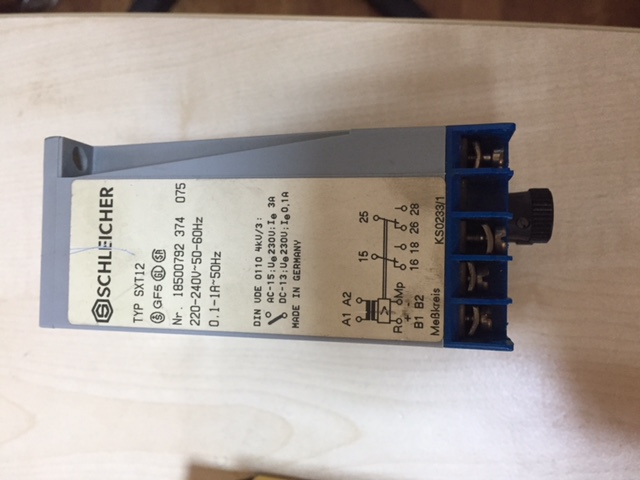 SCHLEICHER
TYP SXT12
S GF5 GL SR
Nr. 18500792 374 075
220-240V~50-60Hz
0.1-1A~50Hz
DIN VDE 0110 4kV/3:
AC-15:Ue230V:Ie 3A
DC-13:Ue230V:Ie0,1A
MADE IN GERMANY
25 26 28
15 16 18
A1 A2
>
R Mp
+ -
B1 B2
Meßkreis
KS0233/1